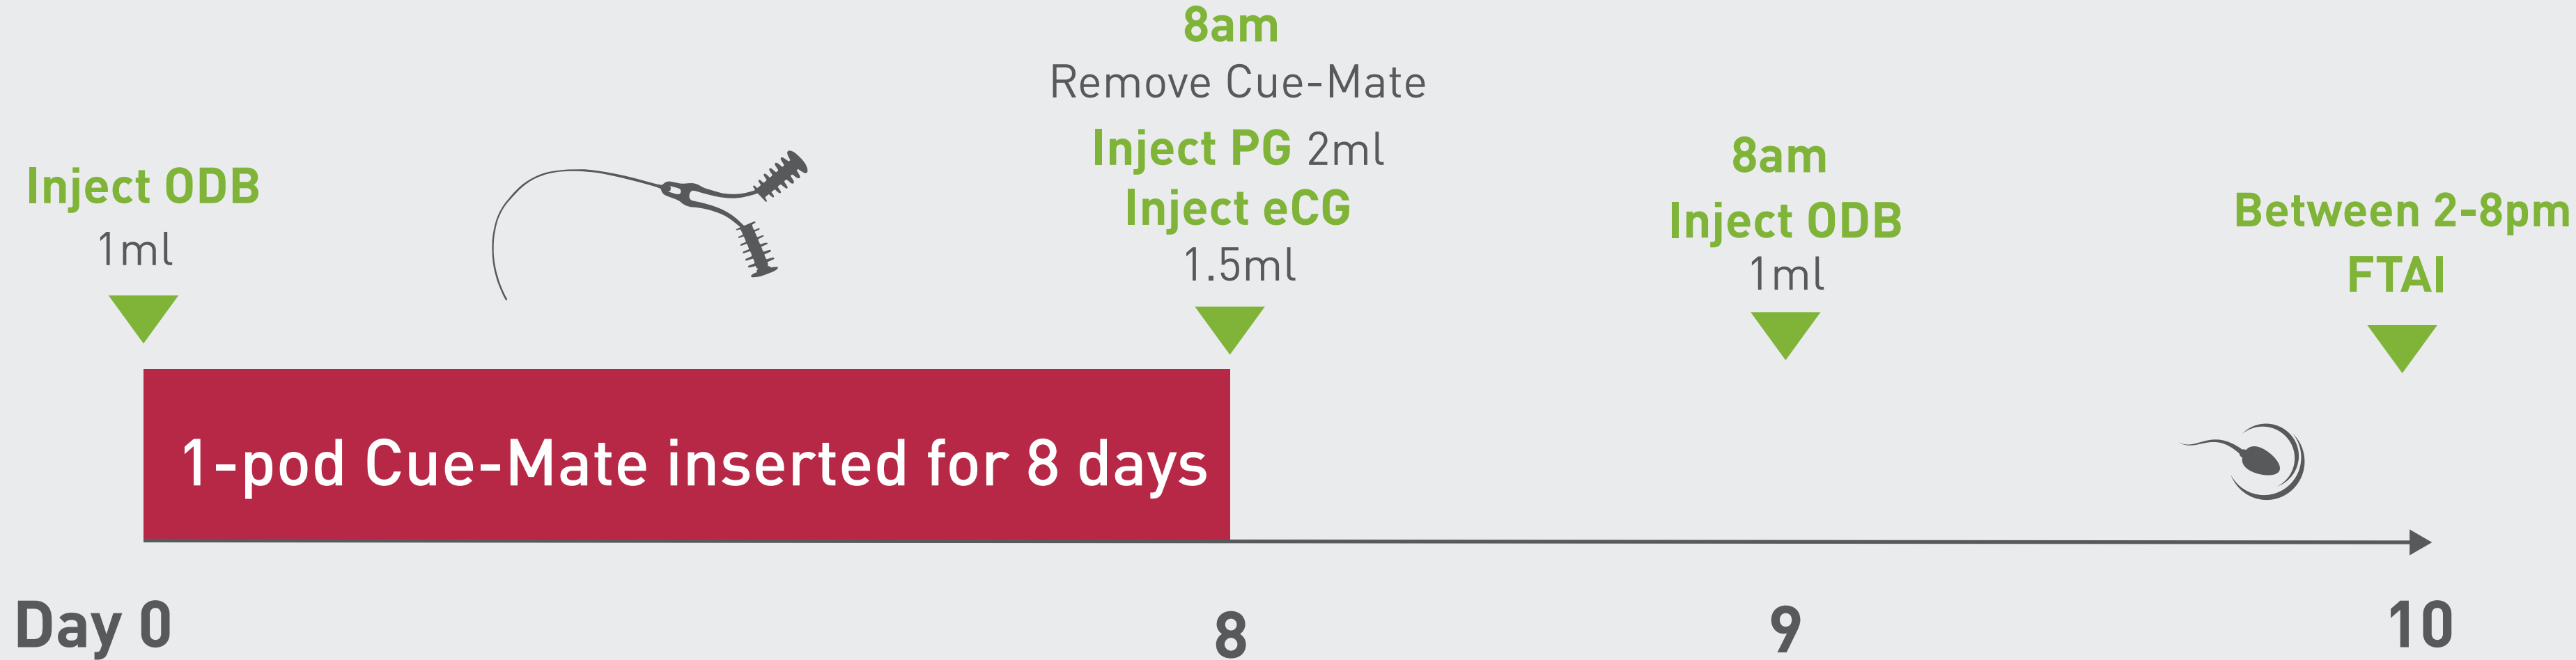 Inject ODB
1ml
8am
Remove Cue-Mate
Inject PG 2ml
Inject eCG
1.5ml
8am
Inject ODB
1ml
Between 2-8pm
FTAI
1-pod Cue-Mate inserted for 8 days
Day 0
8
9
10